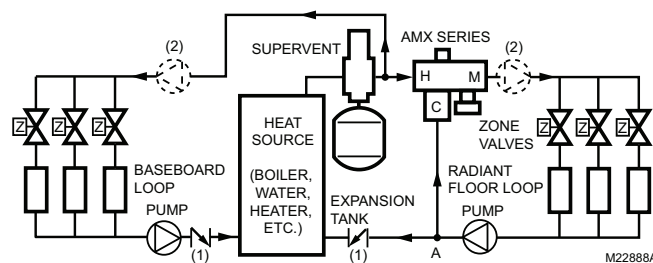 (2)
SUPERVENT
AMX SERIES
(2)
H
M
C
Z
Z
Z
Z
Z
Z
ZONE
VALVES
HEAT
SOURCE
(BOILER,
WATER,
HEATER,
ETC.)
BASEBOARD
LOOP
PUMP
(1)
EXPANSION
TANK
(1)
RADIANT
FLOOR LOOP
PUMP
A
M22888A